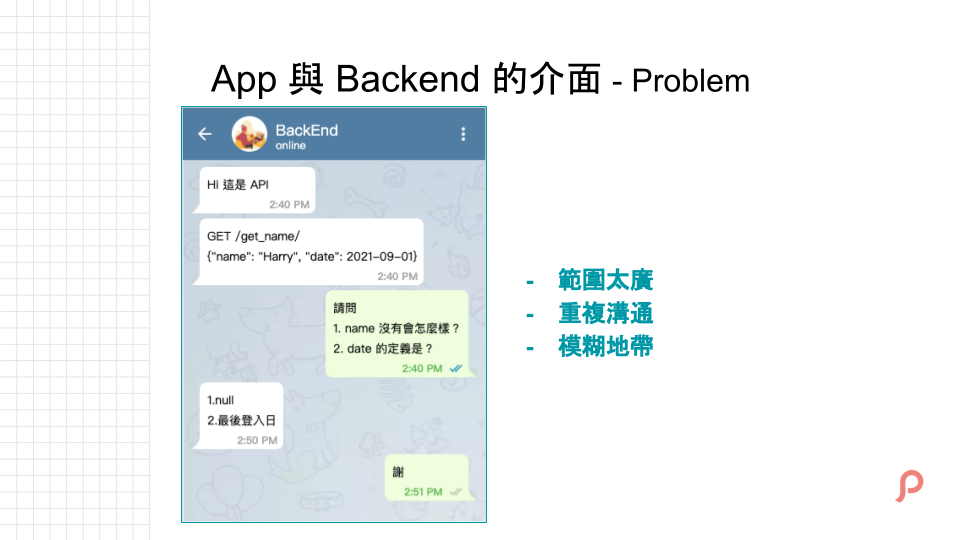 App 與 Backend 的介面 - Problem
BackEnd
online
Hi 這是 API
2:40 PM
GET /get_name/
{"name": "Harry", "date": 2021-09-01}
2:40 PM
請問
1. name 沒有會怎麼樣？
2. date 的定義是？
2:40 PM
1.null
2.最後登入日
2:50 PM
謝
2:51 PM
- 範圍太廣
- 重複溝通
- 模糊地帶